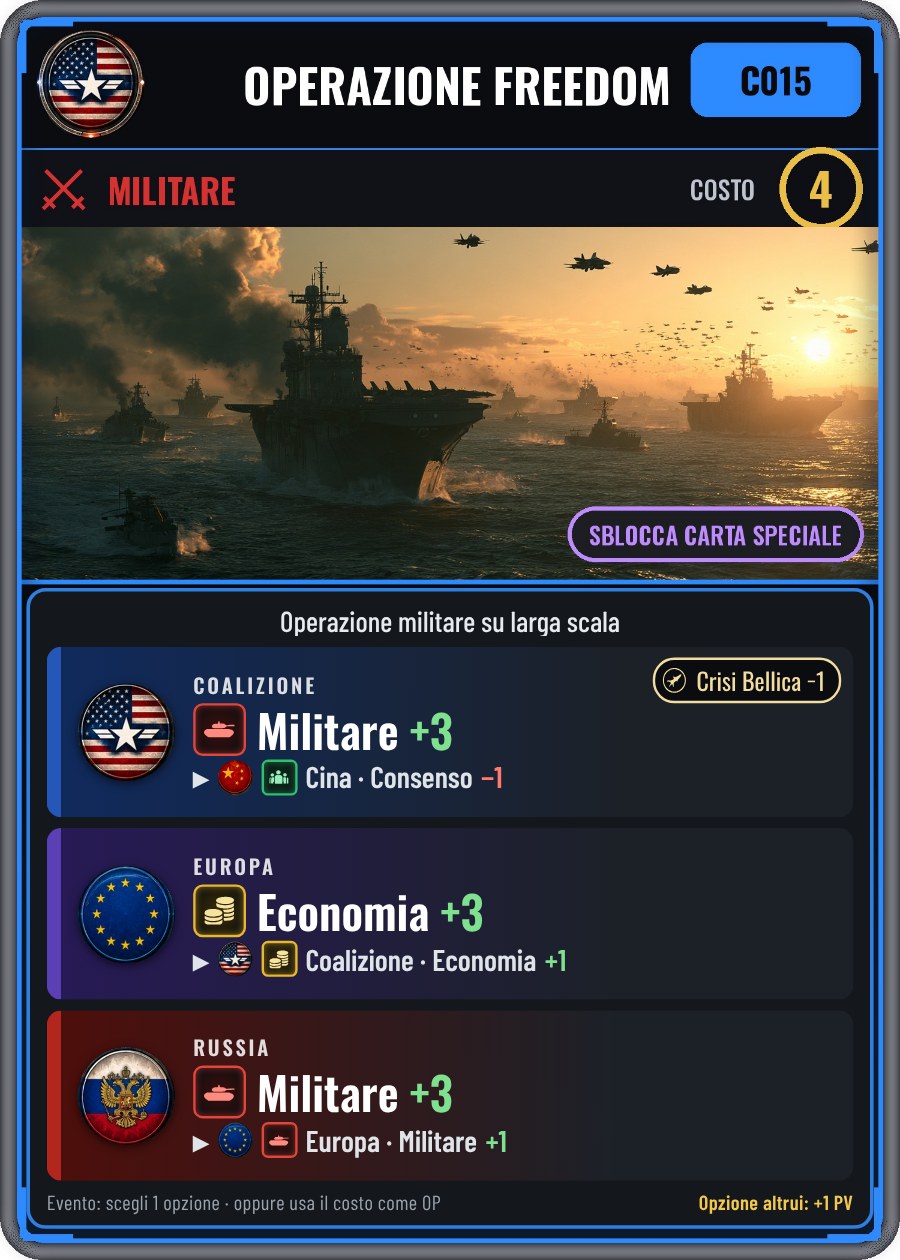 OPERAZIONE FREEDOM
C015
MILITARE
COSTO
4
SBLOCCA CARTA SPECIALE
Operazione militare su larga scala
COALIZIONE
Crisi Bellica −1
Militare +3
▶ Cina · Consenso −1
EUROPA
Economia +3
▶ Coalizione · Economia +1
RUSSIA
Militare +3
▶ Europa · Militare +1
Evento: scegli 1 opzione · oppure usa il costo come OP
Opzione altrui: +1 PV